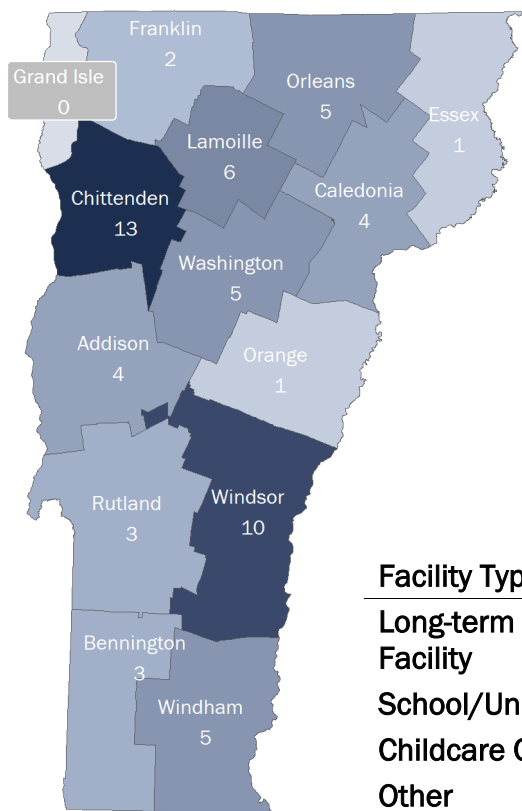 Franklin
2
Grand Isle
0
Orleans
5
Essex
1
Lamoille
6
Chittenden
13
Caledonia
4
Washington
5
Addison
4
Orange
1
Rutland
3
Windsor
10
Bennington
3
Windham
5
Facility Typ
Long-term
Facility
School/Un
Childcare
Other